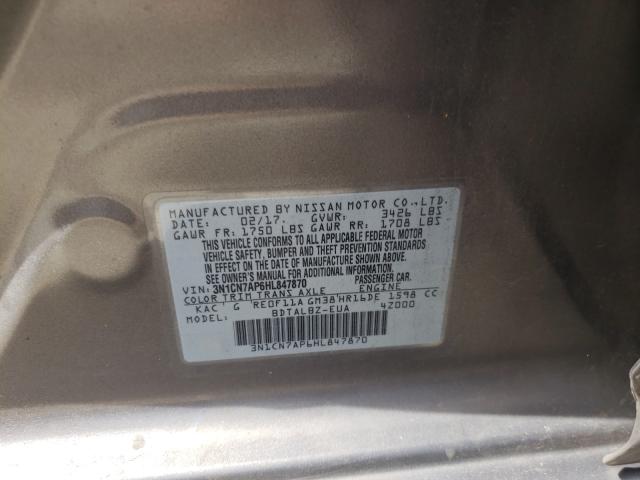 MANUFACTURED BY NISSAN MOTOR CO.,LTD.
DATE: 02/17. GVWR: 3426 LBS
GAWR FR: 1750 LBS GAWR RR: 1708 LBS
THIS VEHICLE CONFORMS TO ALL APPLICABLE FEDERAL MOTOR
VEHICLE SAFETY, BUMPER AND THEFT PREVENTION STANDARDS
IN EFFECT ON THE DATE OF MANUFACTURE SHOWN ABOVE. SEE
OWNER'S MANUAL FOR ADDITIONAL INFORMATION.
VIN: 3N1CN7AP6HL847870 PASSENGER CAR.
COLOR TRIM TRANS AXLE ENGINE
KAC G RE0F11A GM38 HR16DE 1598 CC
MODEL: BDTALBZ-EUA 4Z000
3N1CN7AP6HL847870